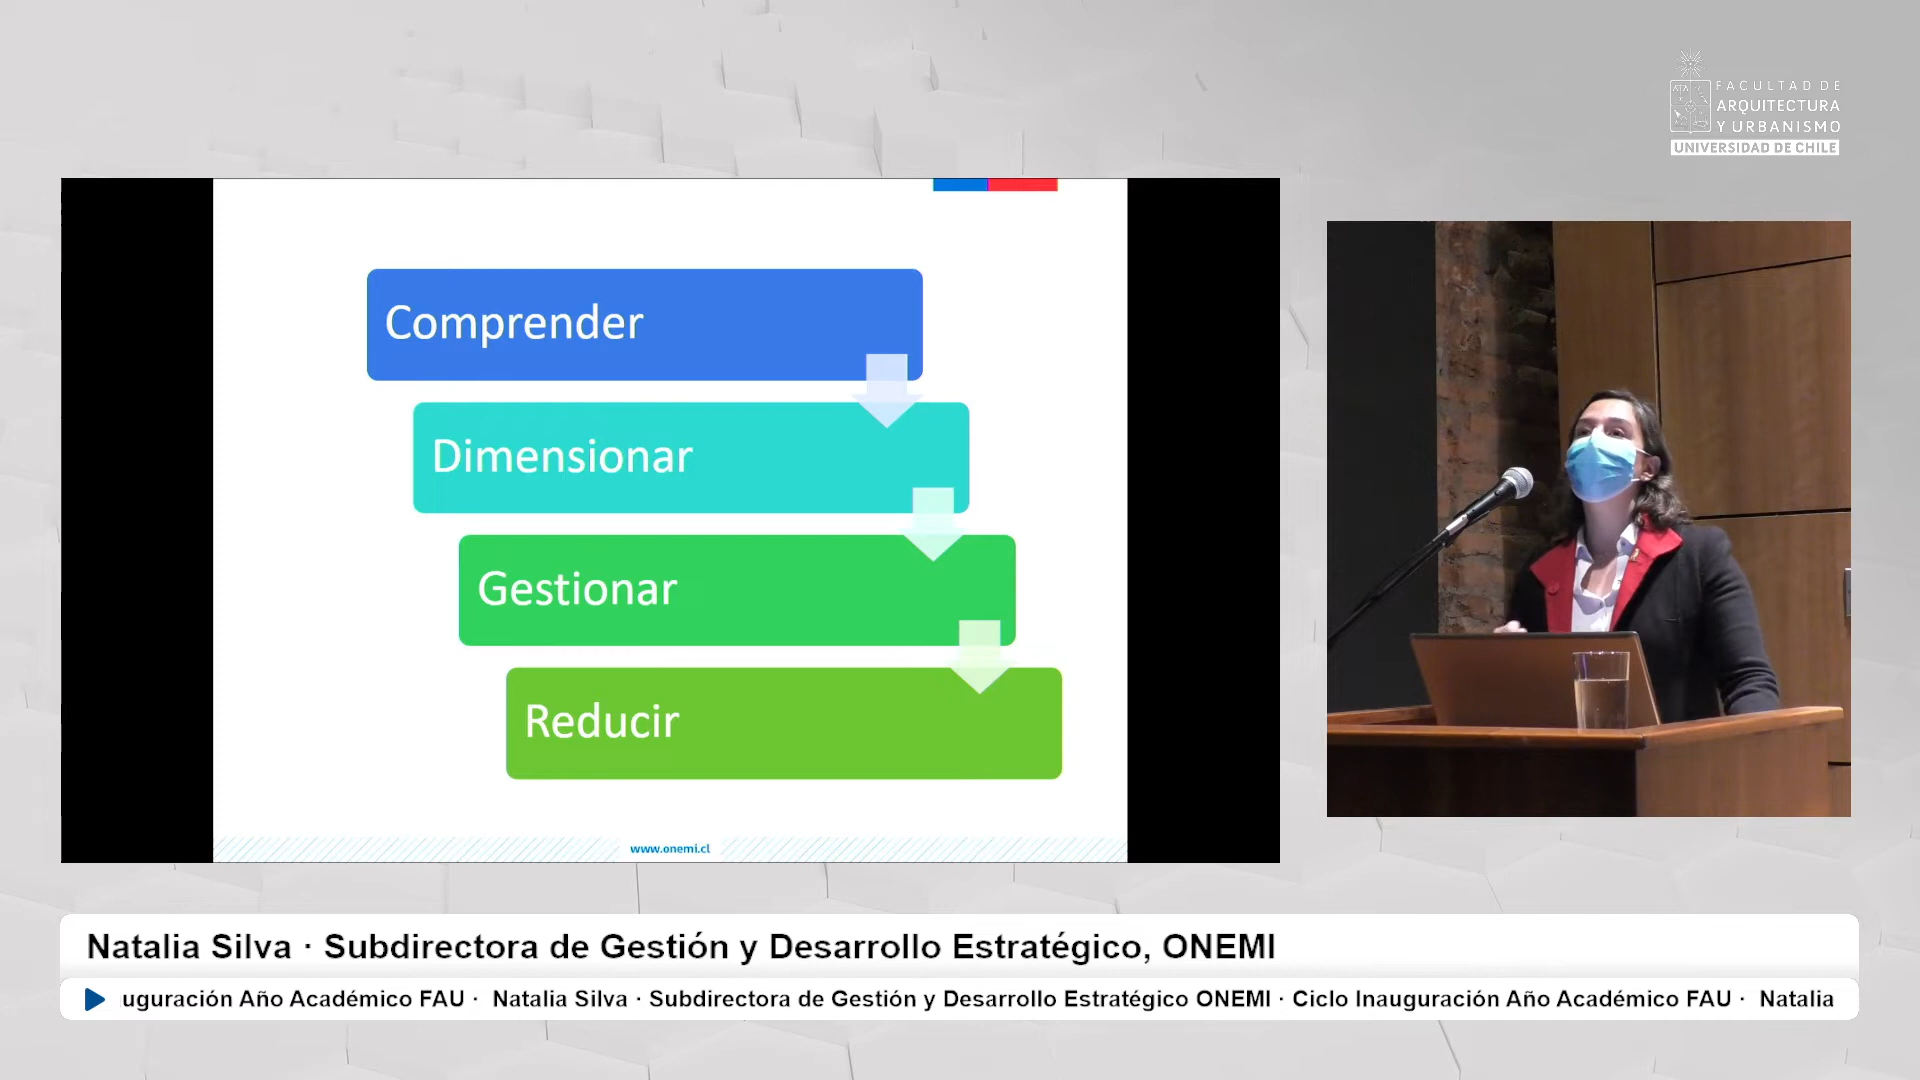 FACULTAD DE
ARQUITECTURA
Y URBANISMO
UNIVERSIDAD DE CHILE
Comprender
Dimensionar
Gestionar
Reducir
www.onemi.cl
Natalia Silva · Subdirectora de Gestión y Desarrollo Estratégico, ONEMI
uguración Año Académico FAU · Natalia Silva · Subdirectora de Gestión y Desarrollo Estratégico ONEMI · Ciclo Inauguración Año Académico FAU · Natalia